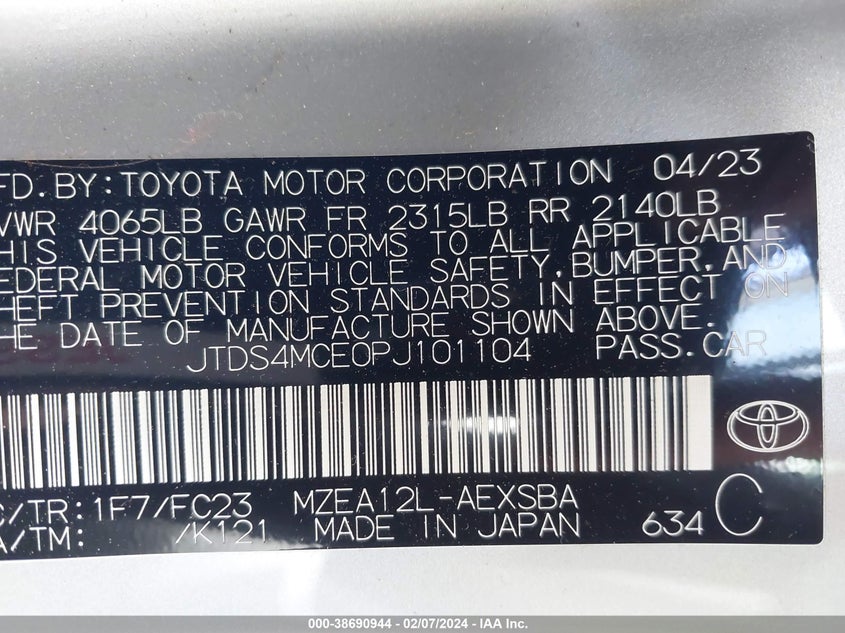 FD. BY: TOYOTA MOTOR CORPORATION 04/23
VWR 4065LB GAWR FR 2315LB RR 2140LB
HIS VEHICLE CONFORMS TO ALL APPLICABLE
EDERAL MOTOR VEHICLE SAFETY, BUMPER, AND
HEFT PREVENTION STANDARDS IN EFFECT ON
HE DATE OF MANUFACTURE SHOWN ABOVE.
JTDS4MCE0PJ101104 PASS. CAR
C/TR: 1F7/FC23 MZEA12L-AEXSBA
A/TM: /K121 MADE IN JAPAN 634 C
000-38690944 - 02/07/2024 - IAA Inc.